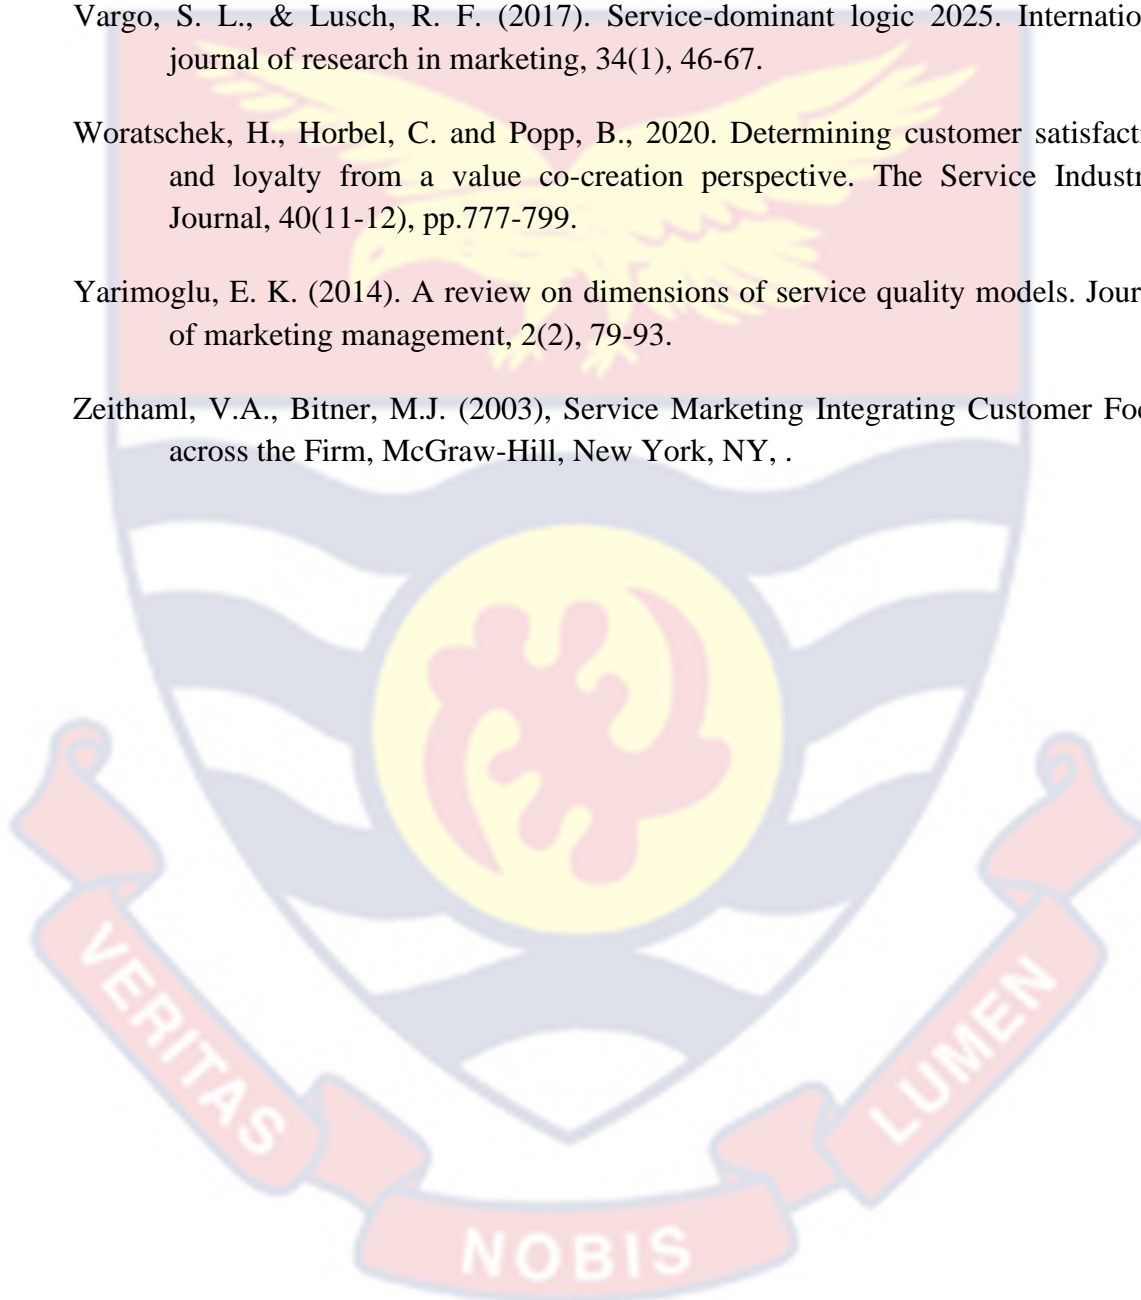 Vargo, S. L., & Lusch, R. F. (2017). Service-dominant logic 2025. Internatio
journal of research in marketing, 34(1), 46-67.
Woratschek, H., Horbel, C. and Popp, B., 2020. Determining customer satisfacti
and loyalty from a value co-creation perspective. The Service Industr
Journal, 40(11-12), pp.777-799.
Yarimoglu, E. K. (2014). A review on dimensions of service quality models. Jour
of marketing management, 2(2), 79-93.
Zeithaml, V.A., Bitner, M.J. (2003), Service Marketing Integrating Customer Foc
across the Firm, McGraw-Hill, New York, NY, .
VERITAS
NOBIS
LUMEN